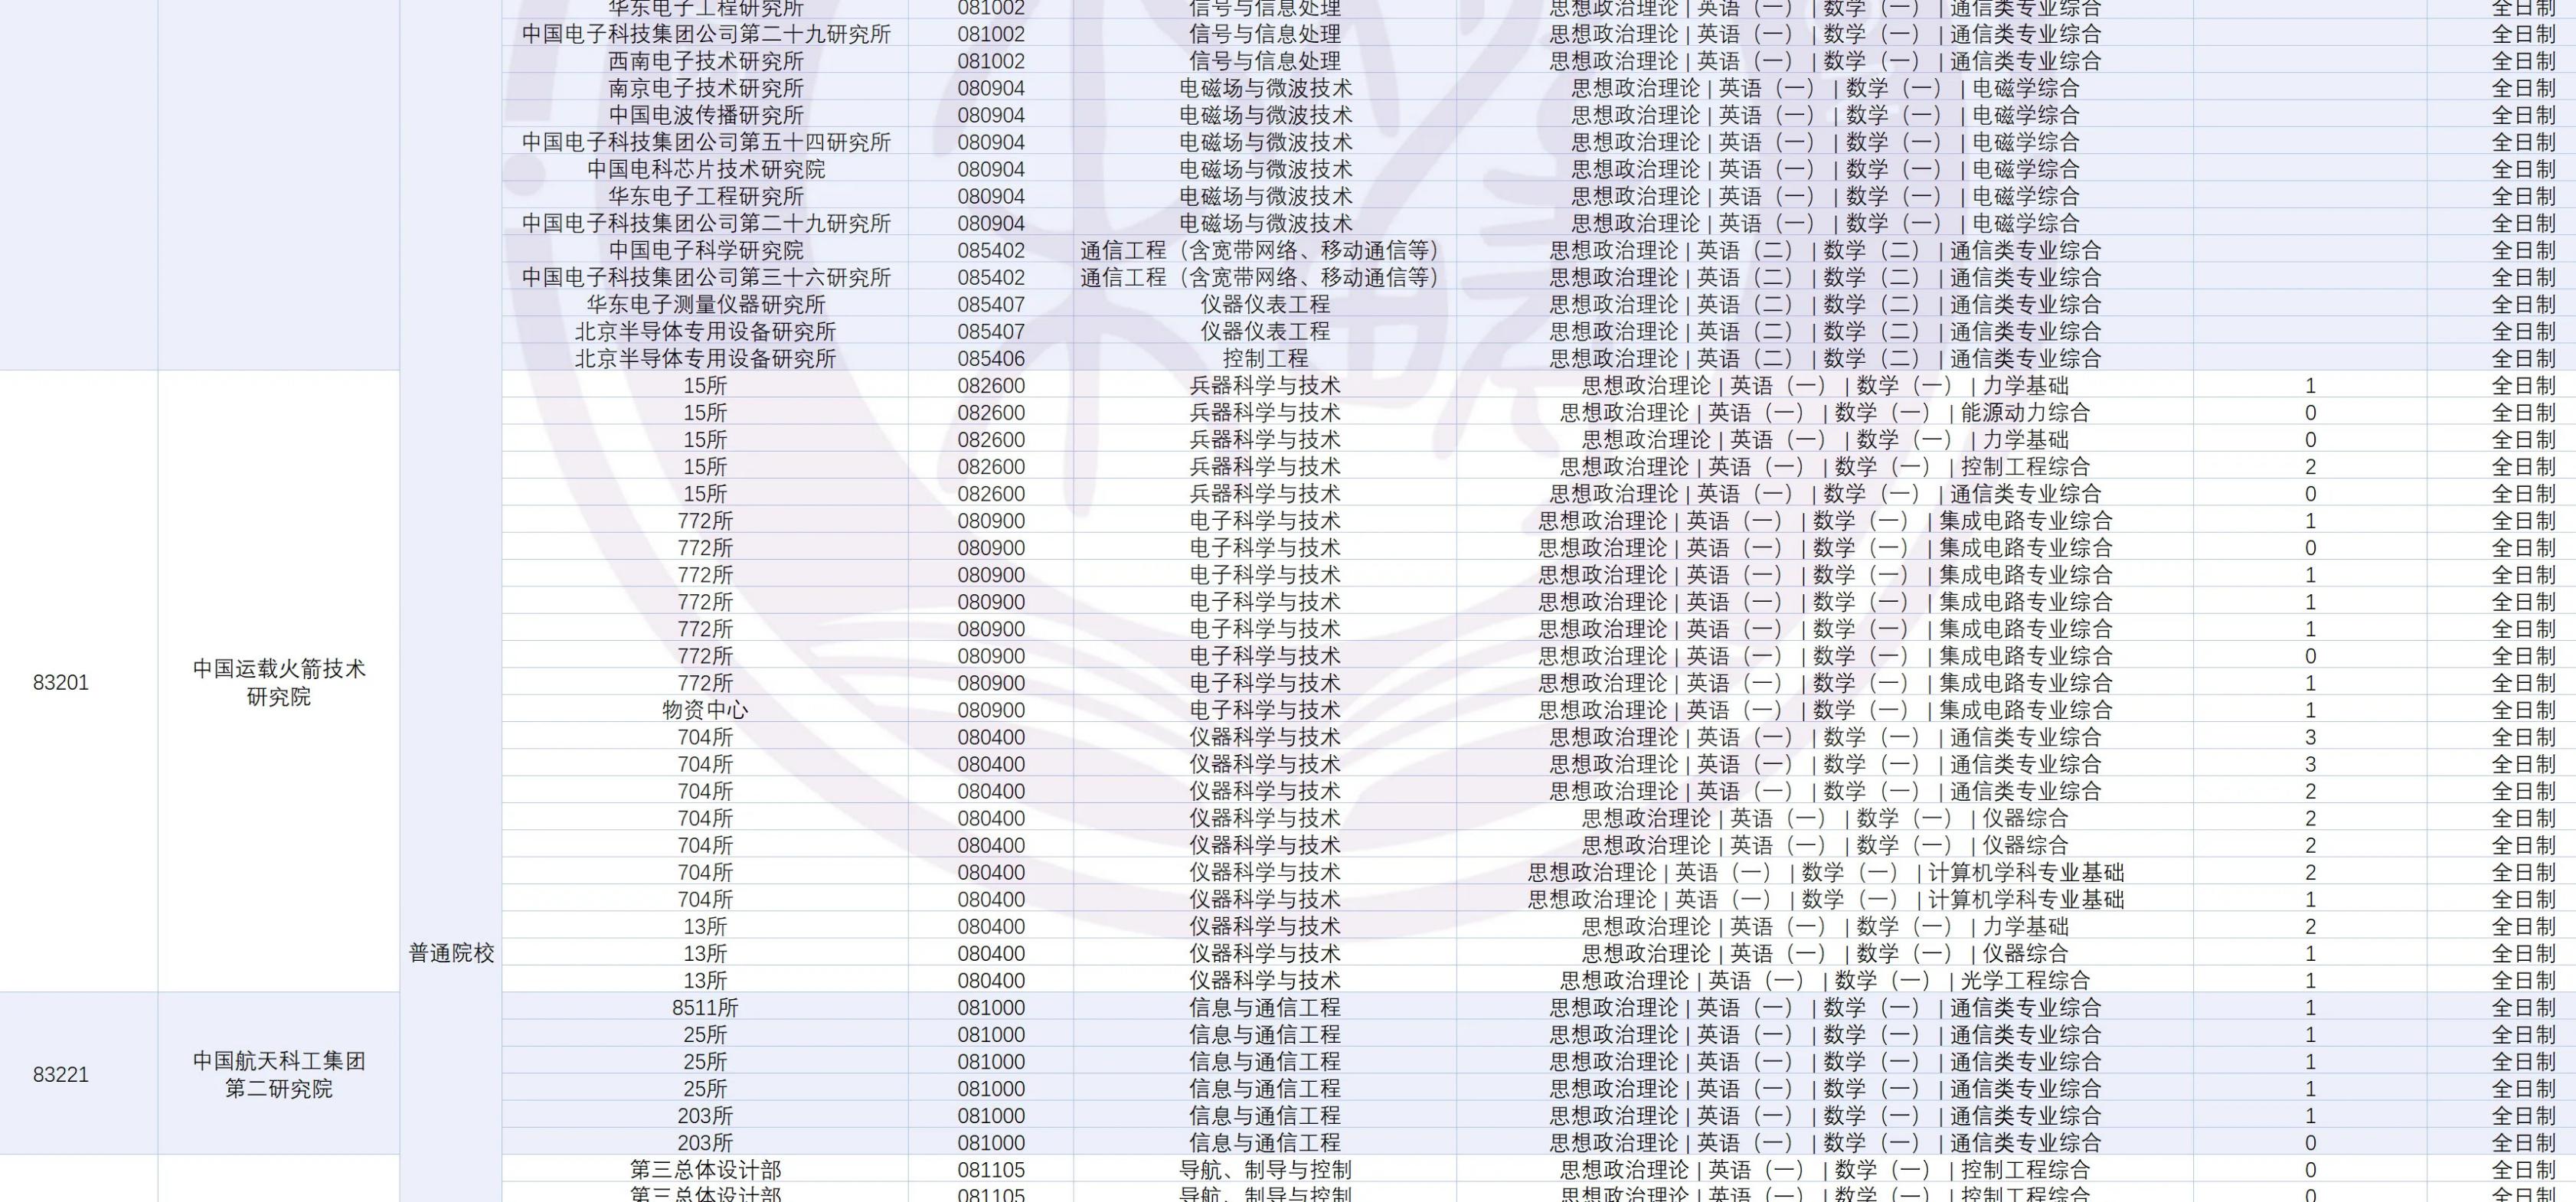 华东电子工程研究所 081002 信号与信息处理 思想政治理论 | 英语（一） | 数学（一） | 通信类专业综合 全日制
中国电子科技集团公司第二十九研究所 081002 信号与信息处理 思想政治理论 | 英语（一） | 数学（一） | 通信类专业综合 全日制
西南电子技术研究所 081002 信号与信息处理 思想政治理论 | 英语（一） | 数学（一） | 通信类专业综合 全日制
南京电子技术研究所 080904 电磁场与微波技术 思想政治理论 | 英语（一） | 数学（一） | 电磁学综合 全日制
中国电波传播研究所 080904 电磁场与微波技术 思想政治理论 | 英语（一） | 数学（一） | 电磁学综合 全日制
中国电子科技集团公司第五十四研究所 080904 电磁场与微波技术 思想政治理论 | 英语（一） | 数学（一） | 电磁学综合 全日制
中国电科芯片技术研究院 080904 电磁场与微波技术 思想政治理论 | 英语（一） | 数学（一） | 电磁学综合 全日制
华东电子工程研究所 080904 电磁场与微波技术 思想政治理论 | 英语（一） | 数学（一） | 电磁学综合 全日制
中国电子科技集团公司第二十九研究所 080904 电磁场与微波技术 思想政治理论 | 英语（一） | 数学（一） | 电磁学综合 全日制
中国电子科学研究院 085402 通信工程（含宽带网络、移动通信等） 思想政治理论 | 英语（二） | 数学（二） | 通信类专业综合 全日制
中国电子科技集团公司第三十六研究所 085402 通信工程（含宽带网络、移动通信等） 思想政治理论 | 英语（二） | 数学（二） | 通信类专业综合 全日制
华东电子测量仪器研究所 085407 仪器仪表工程 思想政治理论 | 英语（二） | 数学（二） | 通信类专业综合 全日制
北京半导体专用设备研究所 085407 仪器仪表工程 思想政治理论 | 英语（二） | 数学（二） | 通信类专业综合 全日制
北京半导体专用设备研究所 085406 控制工程 思想政治理论 | 英语（二） | 数学（二） | 通信类专业综合 全日制
15所 082600 兵器科学与技术 思想政治理论 | 英语（一） | 数学（一） | 力学基础 1 全日制
15所 082600 兵器科学与技术 思想政治理论 | 英语（一） | 数学（一） | 能源动力综合 0 全日制
15所 082600 兵器科学与技术 思想政治理论 | 英语（一） | 数学（一） | 力学基础 0 全日制
15所 082600 兵器科学与技术 思想政治理论 | 英语（一） | 数学（一） | 控制工程综合 2 全日制
15所 082600 兵器科学与技术 思想政治理论 | 英语（一） | 数学（一） | 通信类专业综合 0 全日制
772所 080900 电子科学与技术 思想政治理论 | 英语（一） | 数学（一） | 集成电路专业综合 1 全日制
772所 080900 电子科学与技术 思想政治理论 | 英语（一） | 数学（一） | 集成电路专业综合 0 全日制
772所 080900 电子科学与技术 思想政治理论 | 英语（一） | 数学（一） | 集成电路专业综合 1 全日制
772所 080900 电子科学与技术 思想政治理论 | 英语（一） | 数学（一） | 集成电路专业综合 1 全日制
772所 080900 电子科学与技术 思想政治理论 | 英语（一） | 数学（一） | 集成电路专业综合 1 全日制
772所 080900 电子科学与技术 思想政治理论 | 英语（一） | 数学（一） | 集成电路专业综合 0 全日制
83201 中国运载火箭技术
研究院
772所 080900 电子科学与技术 思想政治理论 | 英语（一） | 数学（一） | 集成电路专业综合 1 全日制
物资中心 080900 电子科学与技术 思想政治理论 | 英语（一） | 数学（一） | 集成电路专业综合 1 全日制
704所 080400 仪器科学与技术 思想政治理论 | 英语（一） | 数学（一） | 通信类专业综合 3 全日制
704所 080400 仪器科学与技术 思想政治理论 | 英语（一） | 数学（一） | 通信类专业综合 3 全日制
704所 080400 仪器科学与技术 思想政治理论 | 英语（一） | 数学（一） | 通信类专业综合 2 全日制
704所 080400 仪器科学与技术 思想政治理论 | 英语（一） | 数学（一） | 仪器综合 2 全日制
704所 080400 仪器科学与技术 思想政治理论 | 英语（一） | 数学（一） | 仪器综合 2 全日制
704所 080400 仪器科学与技术 思想政治理论 | 英语（一） | 数学（一） | 计算机学科专业基础 2 全日制
704所 080400 仪器科学与技术 思想政治理论 | 英语（一） | 数学（一） | 计算机学科专业基础 1 全日制
13所 080400 仪器科学与技术 思想政治理论 | 英语（一） | 数学（一） | 力学基础 2 全日制
普通院校 13所 080400 仪器科学与技术 思想政治理论 | 英语（一） | 数学（一） | 仪器综合 1 全日制
13所 080400 仪器科学与技术 思想政治理论 | 英语（一） | 数学（一） | 光学工程综合 1 全日制
8511所 081000 信息与通信工程 思想政治理论 | 英语（一） | 数学（一） | 通信类专业综合 1 全日制
25所 081000 信息与通信工程 思想政治理论 | 英语（一） | 数学（一） | 通信类专业综合 1 全日制
83221 中国航天科工集团
第二研究院
25所 081000 信息与通信工程 思想政治理论 | 英语（一） | 数学（一） | 通信类专业综合 1 全日制
25所 081000 信息与通信工程 思想政治理论 | 英语（一） | 数学（一） | 通信类专业综合 1 全日制
203所 081000 信息与通信工程 思想政治理论 | 英语（一） | 数学（一） | 通信类专业综合 1 全日制
203所 081000 信息与通信工程 思想政治理论 | 英语（一） | 数学（一） | 通信类专业综合 0 全日制
第三总体设计部 081105 导航、制导与控制 思想政治理论 | 英语（一） | 数学（一） | 控制工程综合 0 全日制
第三总体设计部 081105 导航、制导与控制 思想政治理论 | 英语（一） | 数学（一） | 控制工程综合 0 全日制